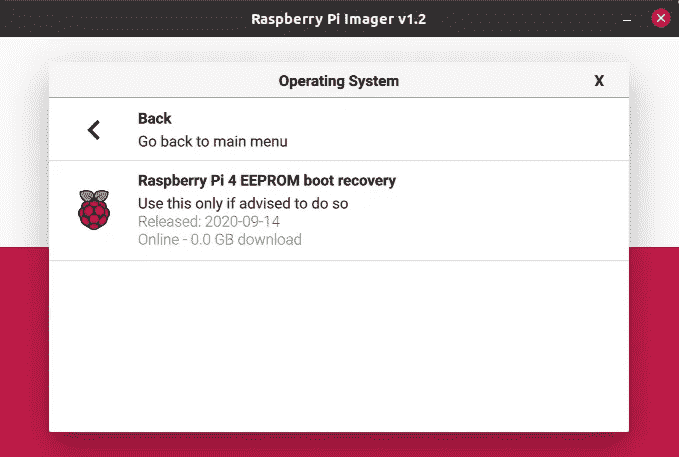 Raspberry Pi Imager v1.2
Operating System X
Back
Go back to main menu
Raspberry Pi 4 EEPROM boot recovery
Use this only if advised to do so
Released: 2020-09-14
Online - 0.0 GB download